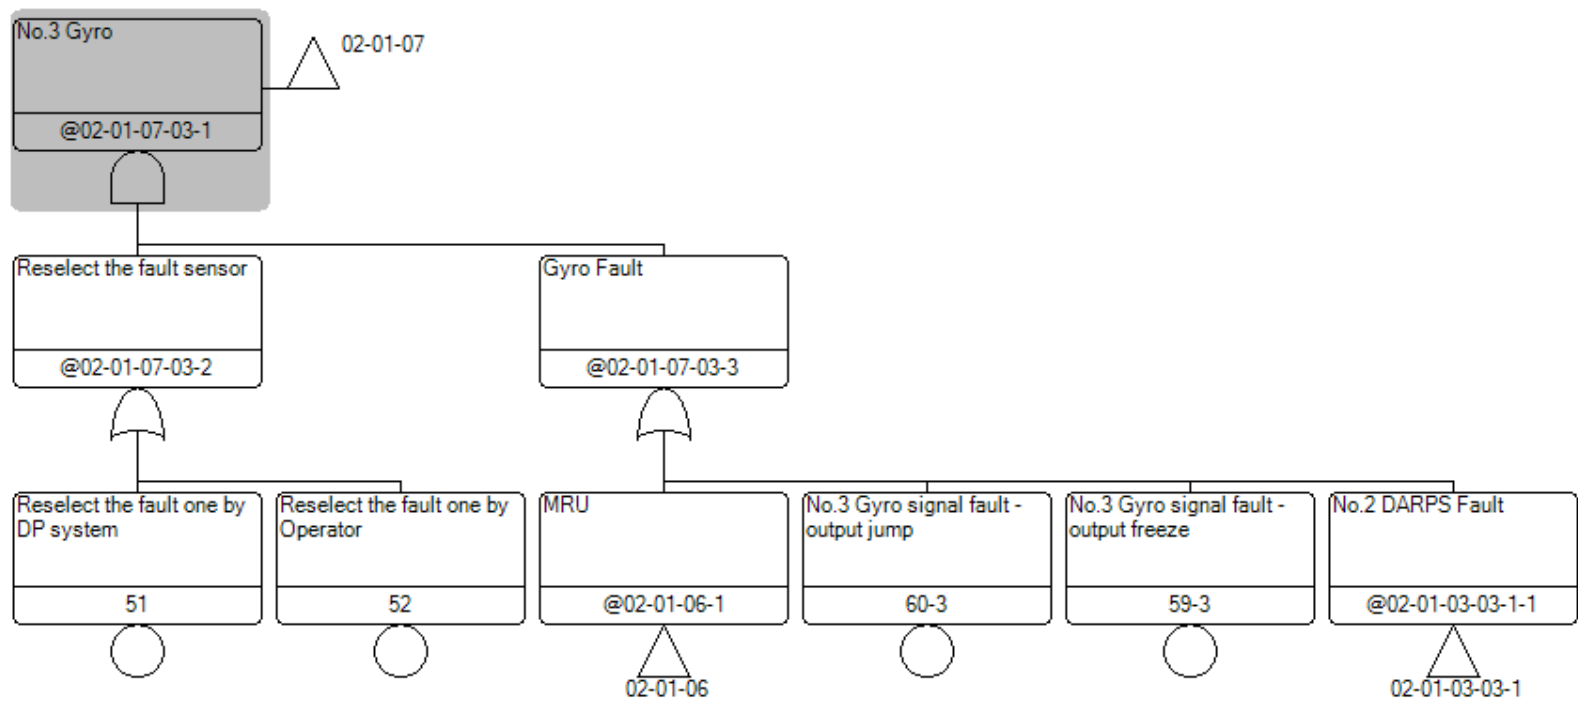 No.3 Gyro
02-01-07
@02-01-07-03-1
Reselect the fault sensor
@02-01-07-03-2
Gyro Fault
@02-01-07-03-3
Reselect the fault one by
DP system
51
Reselect the fault one by
Operator
52
MRU
@02-01-06-1
02-01-06
No.3 Gyro signal fault -
output jump
60-3
No.3 Gyro signal fault -
output freeze
59-3
No.2 DARPS Fault
@02-01-03-03-1-1
02-01-03-03-1